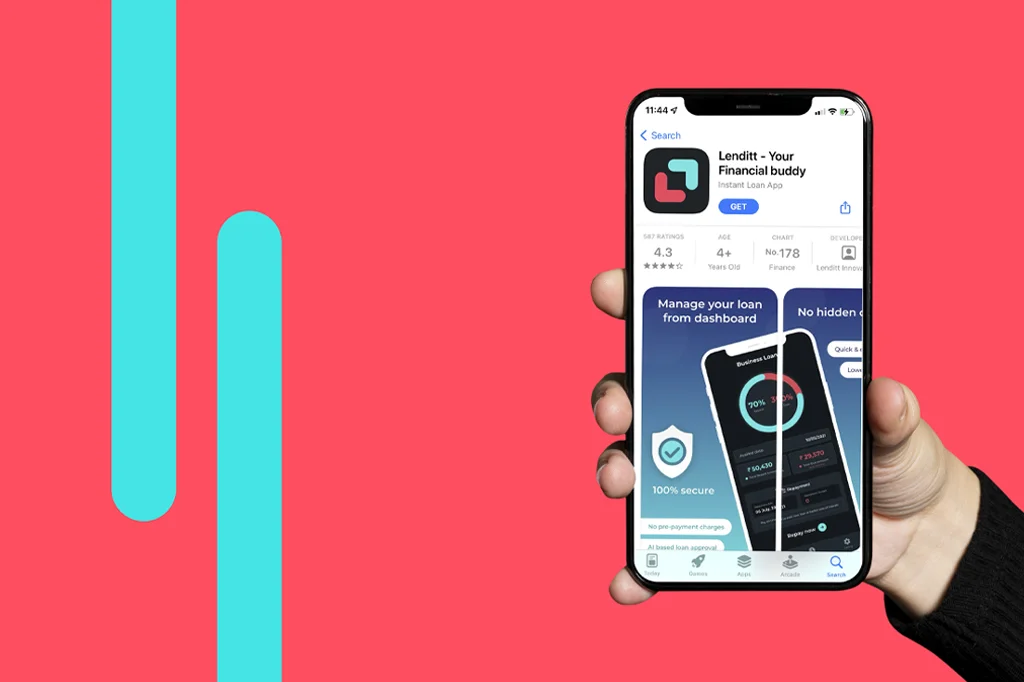 11:44
Search
Lenditt - Your
Financial buddy
Instant Loan App
GET
587 RATINGS
4.3
AGE
4+
Years Old
CHART
No.178
Finance
DEVELOPE
Lenditt Innov
Manage your loan
from dashboard
No hidden
Quick &
Lowe
Business Loan
70%
₹ 50,430
₹ 29,370
Repayment
Repay now
100% secure
No pre-payment charges
AI based loan approval
Today
Games
Apps
Arcade
Search